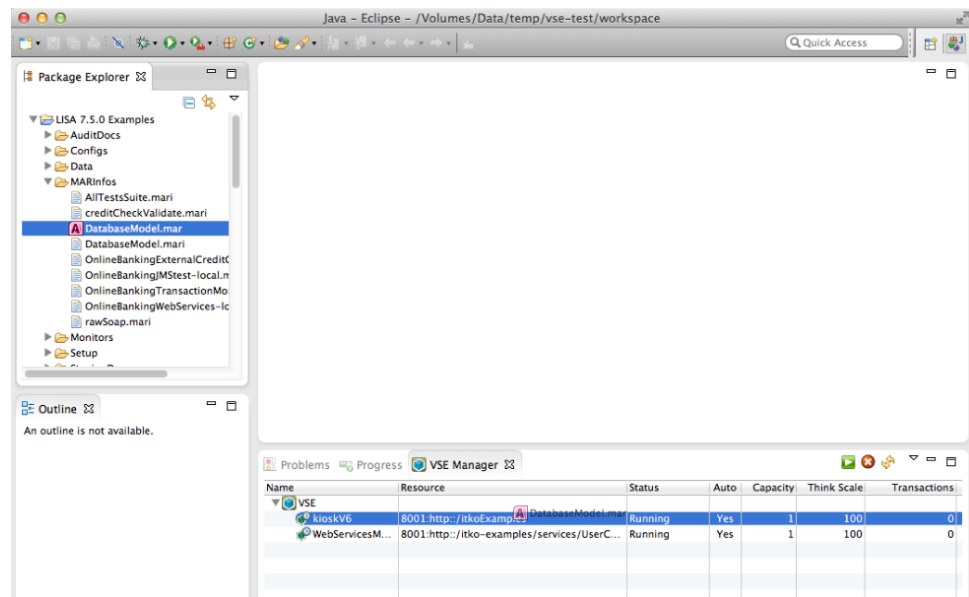 Java – Eclipse – /Volumes/Data/temp/vse-test/workspace
Quick Access
Package Explorer
LISA 7.5.0 Examples
AuditDocs
Configs
Data
MARInfos
AllTestsSuite.mari
creditCheckValidate.mari
DatabaseModel.mar
DatabaseModel.mari
OnlineBankingExternalCredit
OnlineBankingJMStest-local.m
OnlineBankingTransactionMo
OnlineBankingWebServices-lo
rawSoap.mari
Monitors
Setup
Outline
An outline is not available.
Problems Progress VSE Manager
Name Resource Status Auto Capacity Think Scale Transactions
VSE
kioskV6 8001:http://itkoExamples DatabaseModel.mar Running Yes 1 100 0
WebServicesM... 8001:http://itko-examples/services/UserC... Running Yes 1 100 0